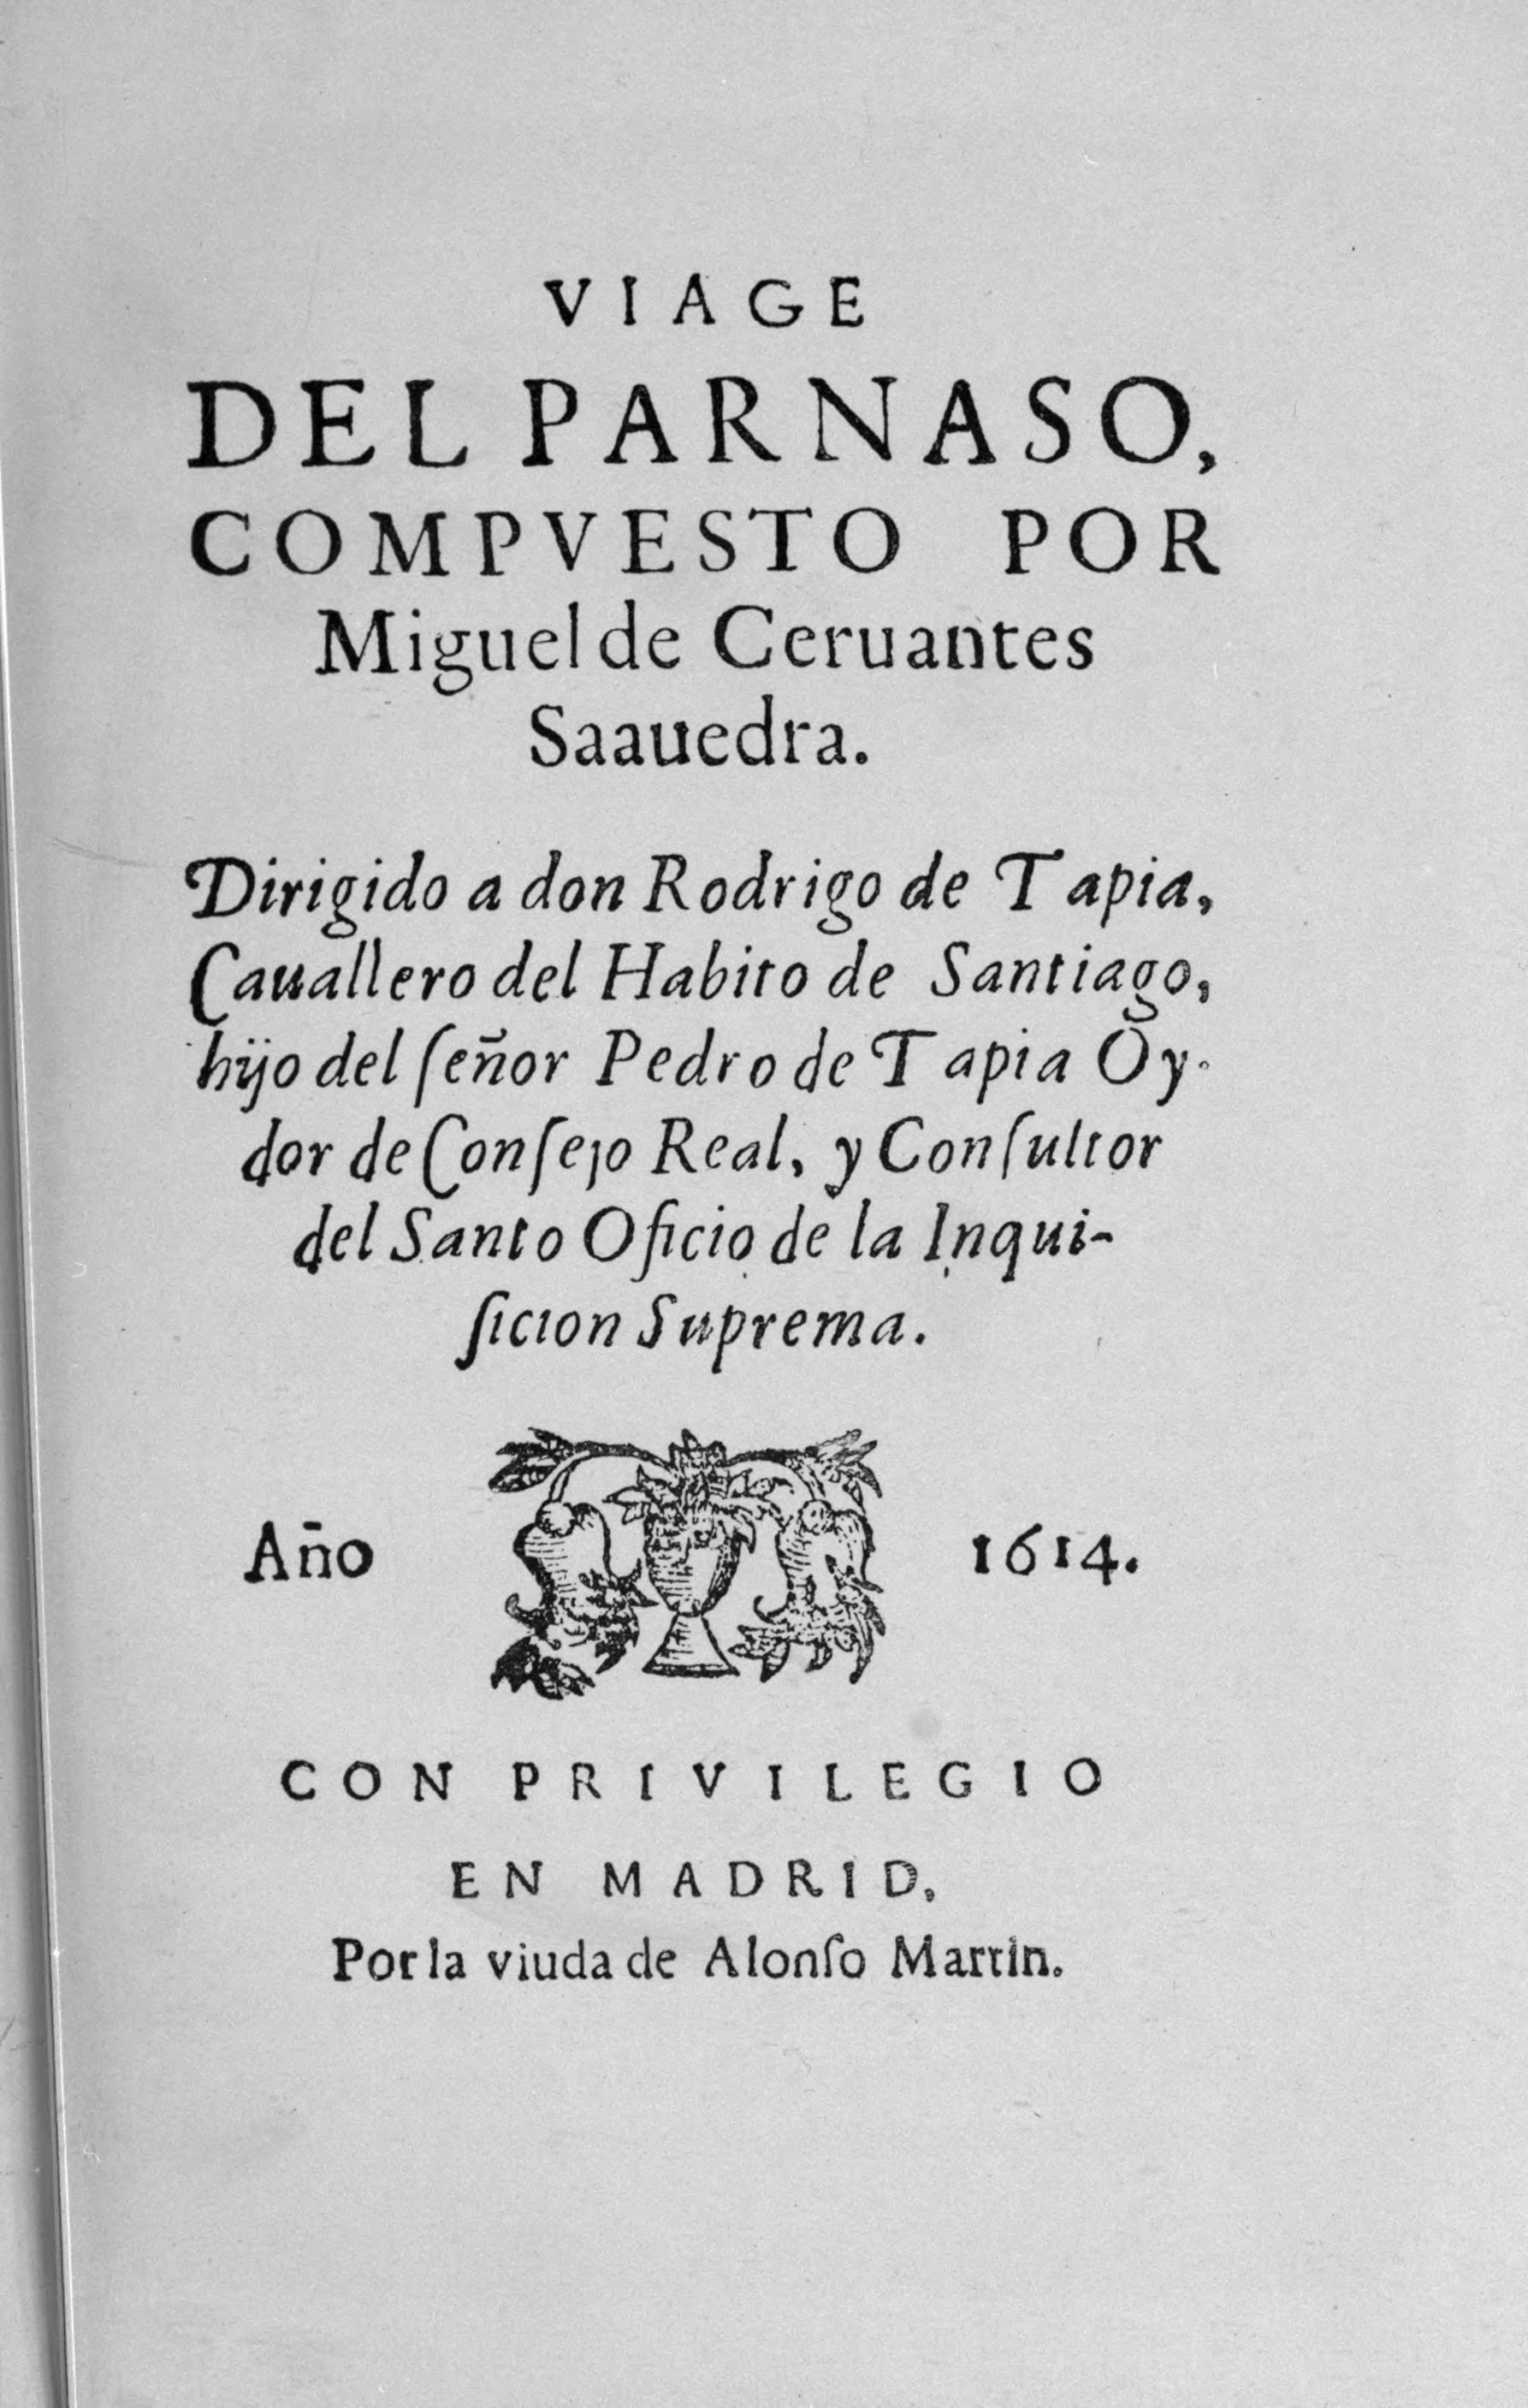 VIAGE
DEL PARNASO,
COMPVESTO POR
Miguel de Ceruantes
Saauedra.
Dirigido a don Rodrigo de Tapia,
Cauallero del Habito de Santiago,
hijo del ſeñor Pedro de Tapia Oy-
dor de Conſejo Real, y Conſultor
del Santo Oficio de la Inqui-
ſicion Suprema.
Año 1614.
CON PRIVILEGIO
EN MADRID,
Por la viuda de Alonſo Martin.